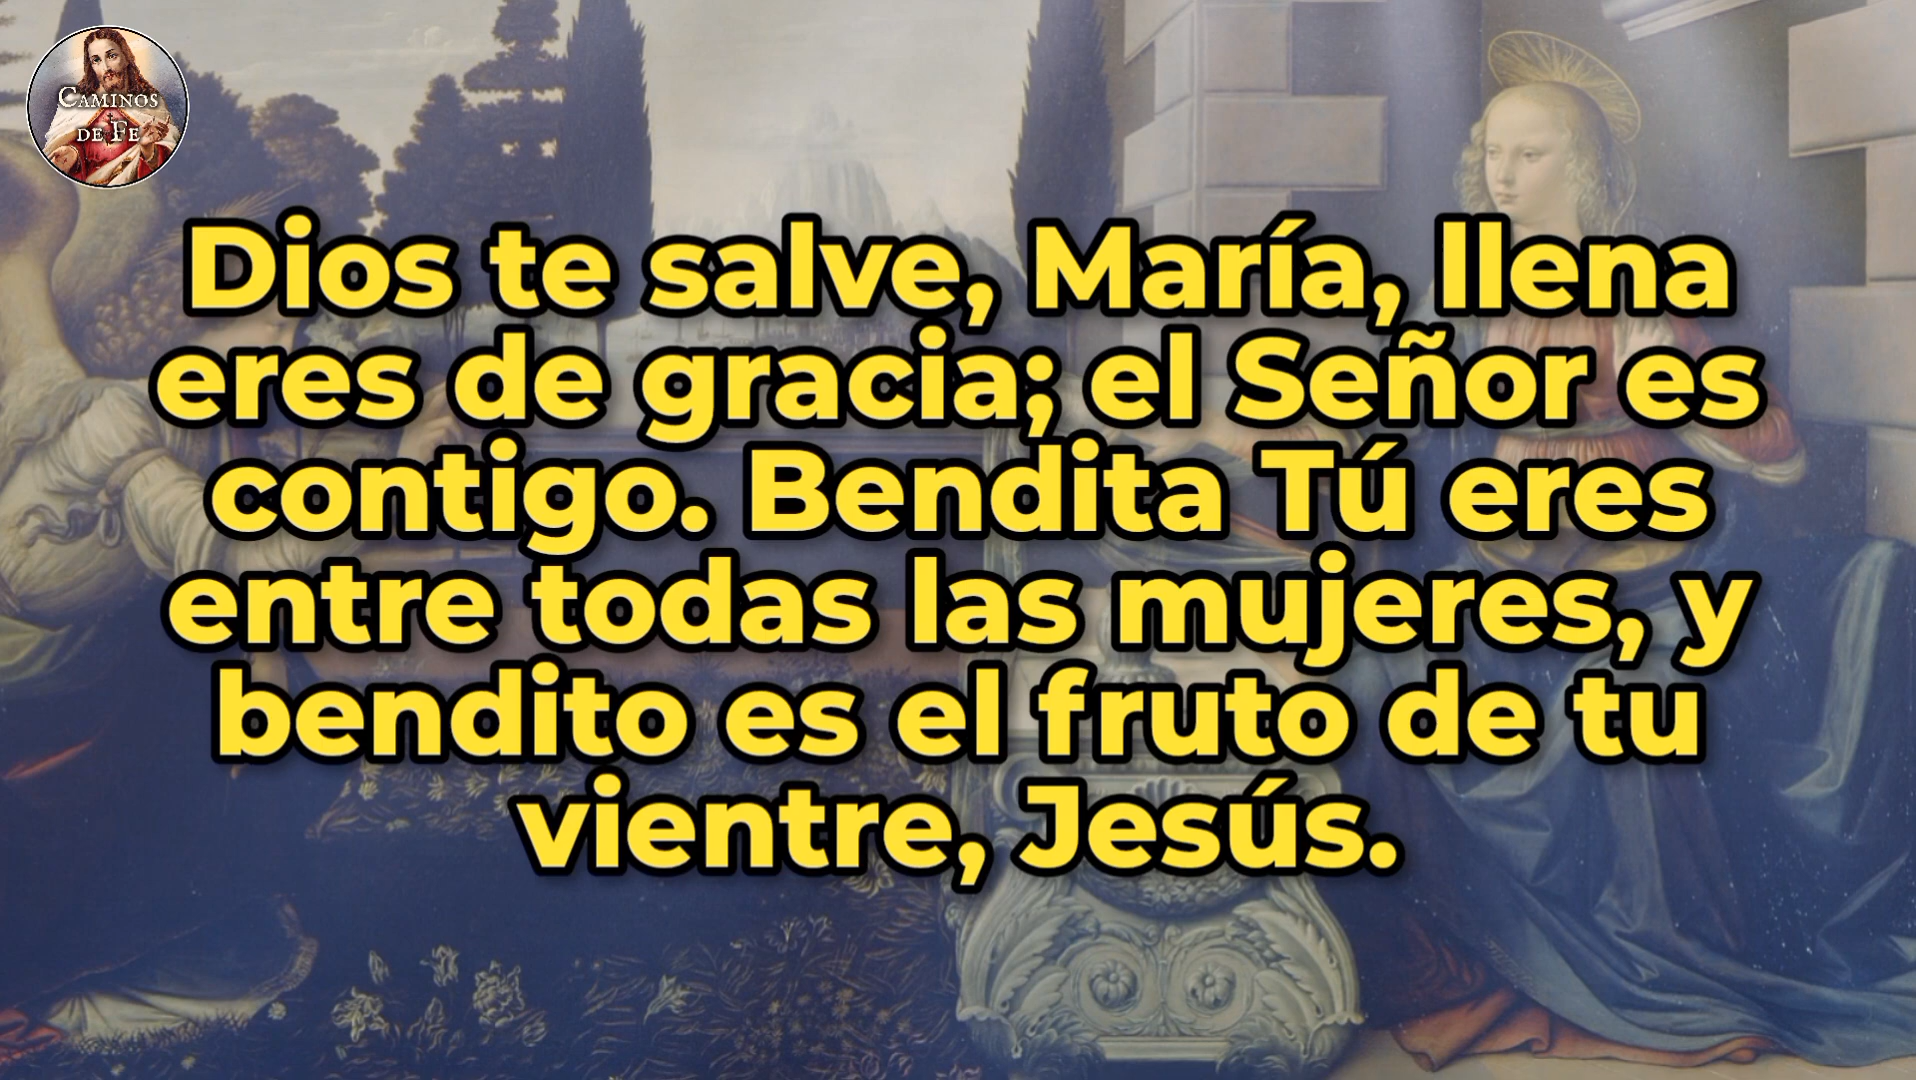 CAMINOS
DE FE
Dios te salve, María, llena
eres de gracia; el Señor es
contigo. Bendita Tú eres
entre todas las mujeres, y
bendito es el fruto de tu
vientre, Jesús.